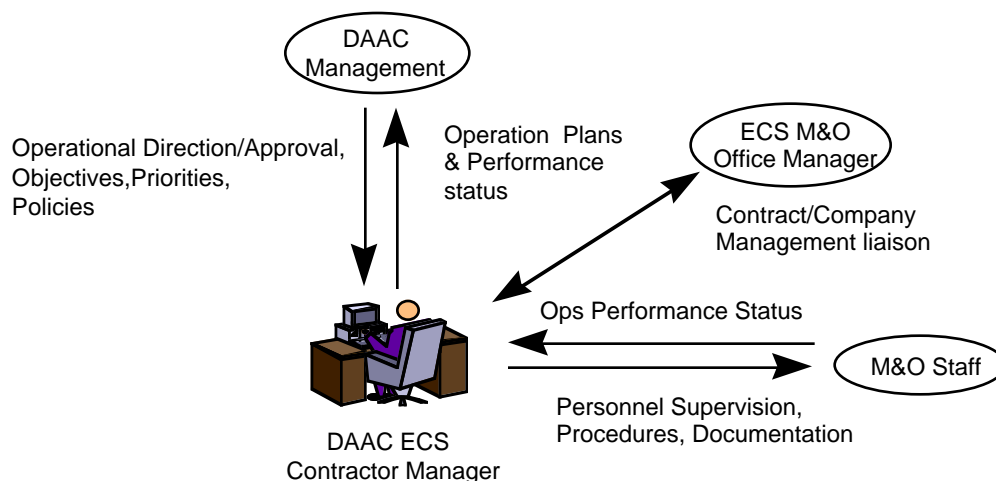 DAAC
Management
Operational Direction/Approval,
Objectives,Priorities,
Policies
Operation Plans
& Performance
status
ECS M&O
Office Manager
Contract/Company
Management liaison
Ops Performance Status
M&O Staff
Personnel Supervision,
Procedures, Documentation
DAAC ECS
Contractor Manager